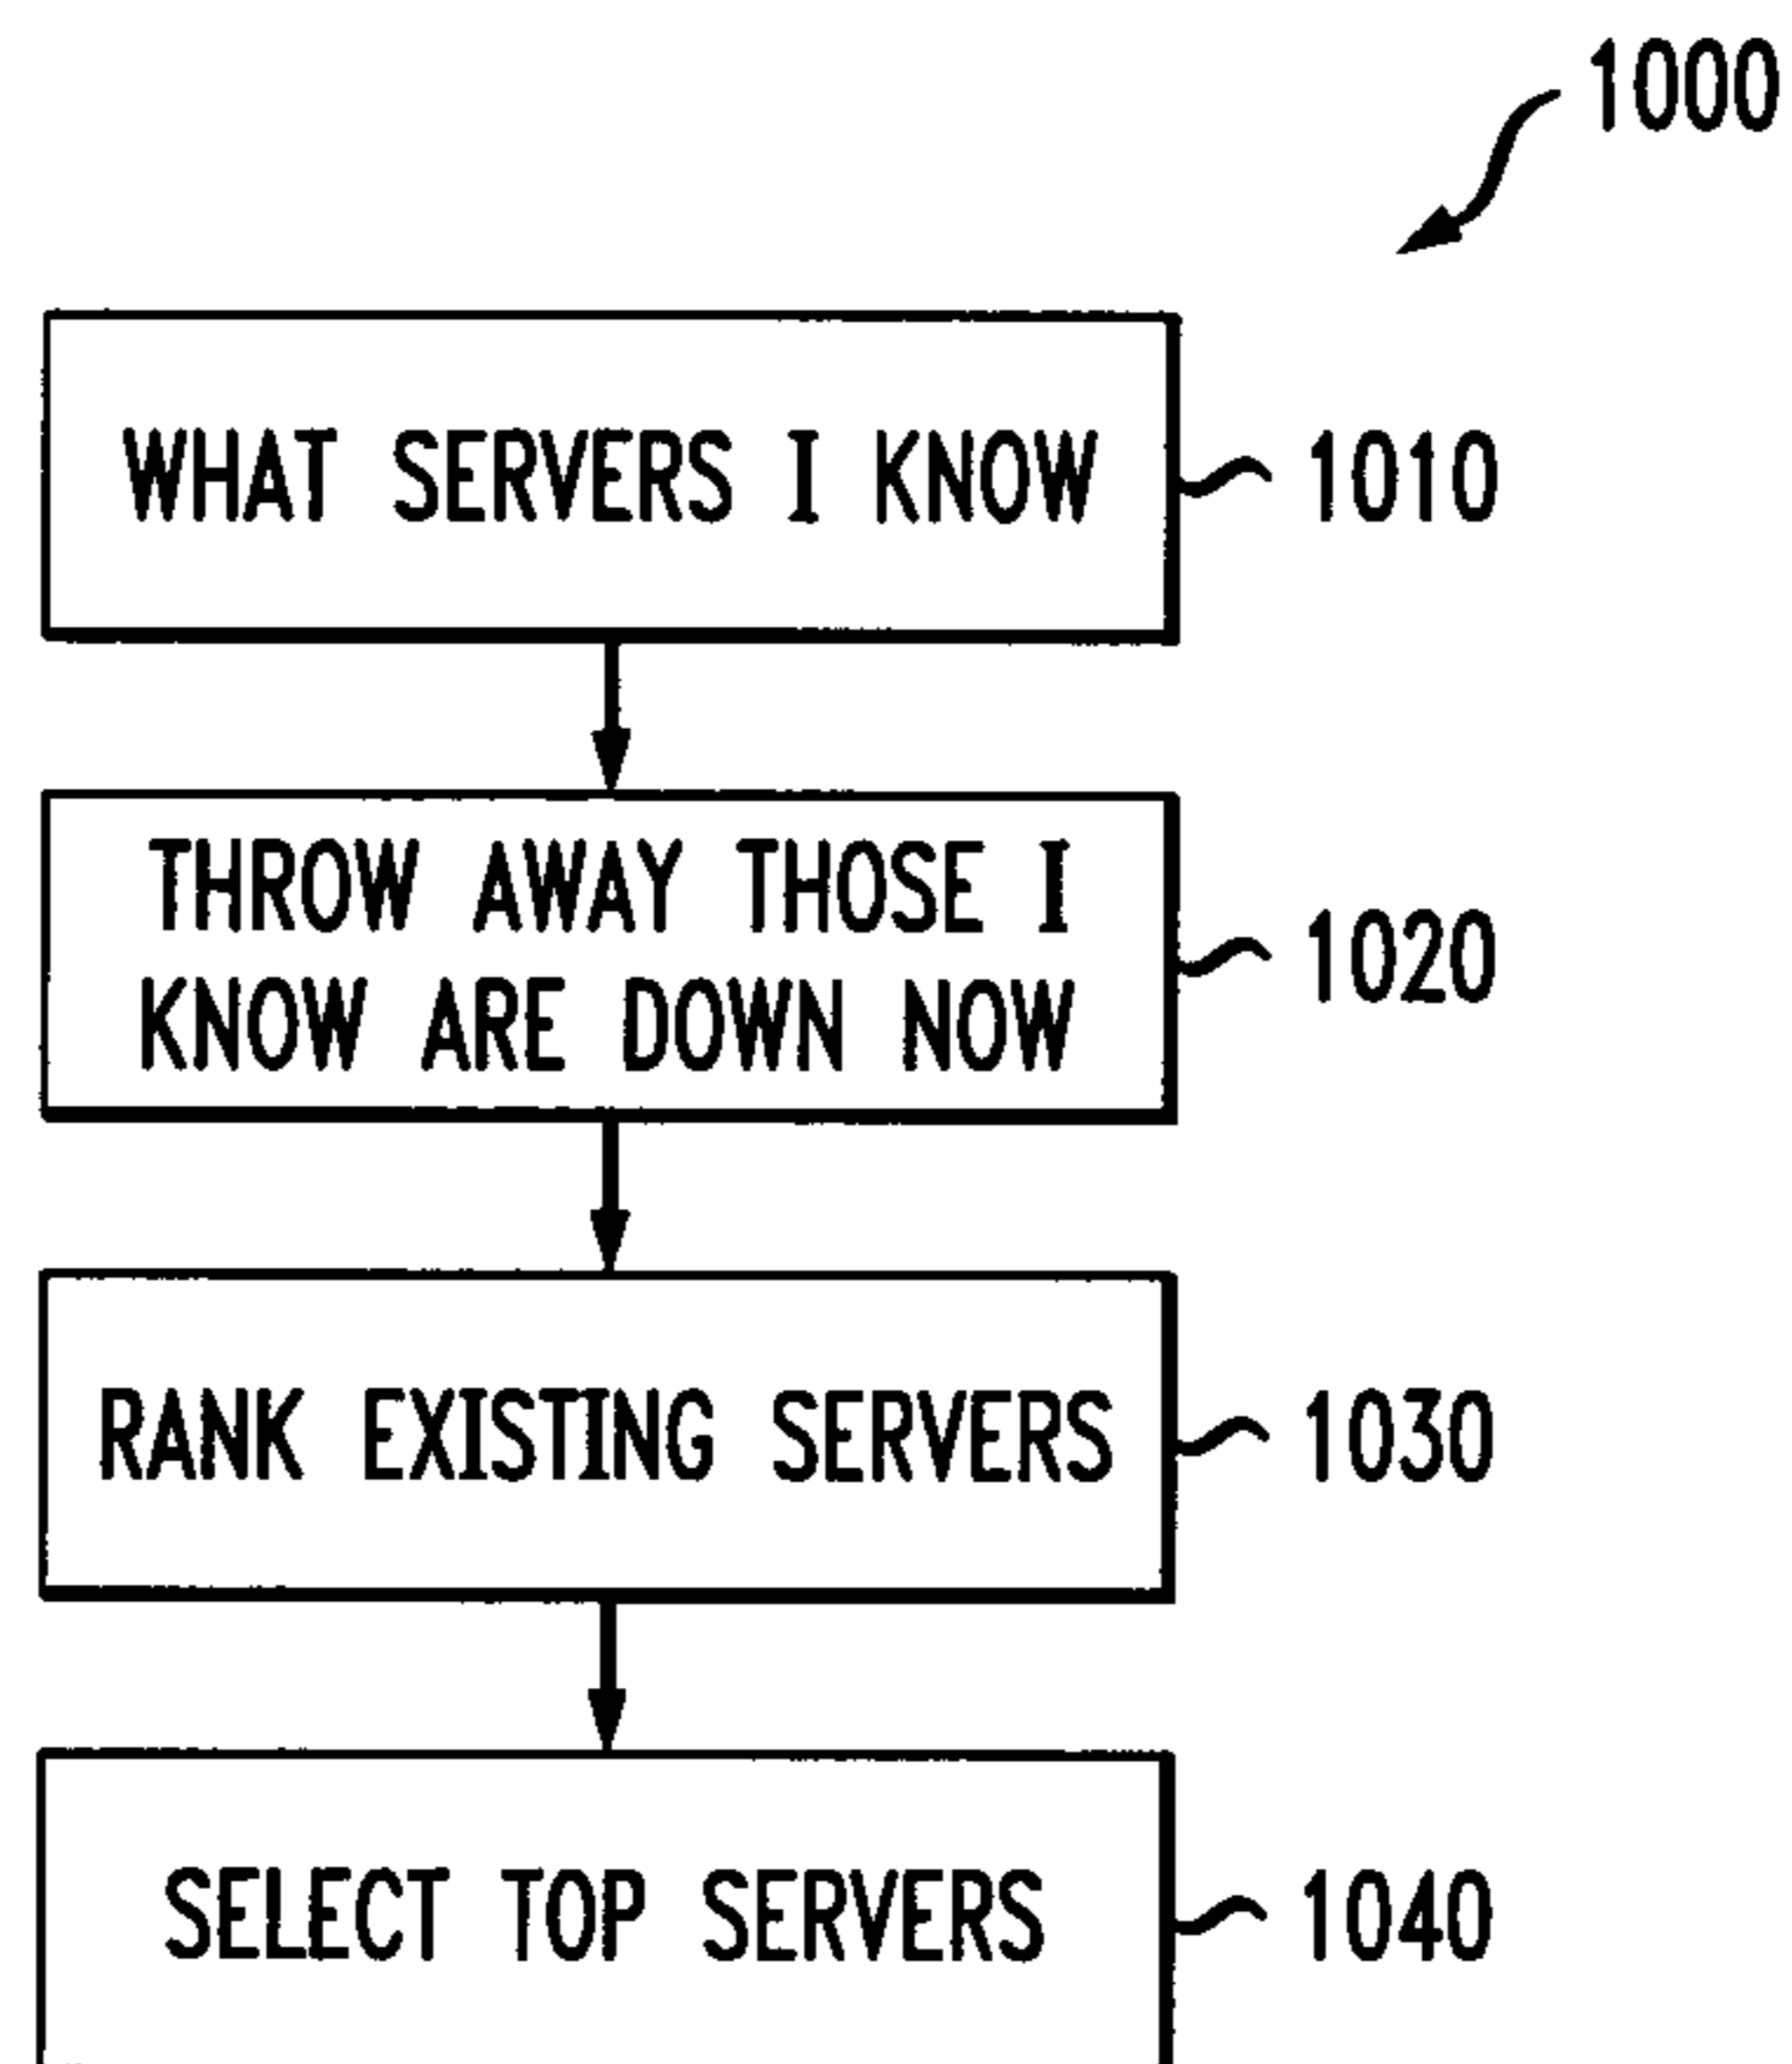 1000
WHAT SERVERS I KNOW
1010
THROW AWAY THOSE I
KNOW ARE DOWN NOW
1020
RANK EXISTING SERVERS
1030
SELECT TOP SERVERS
1040